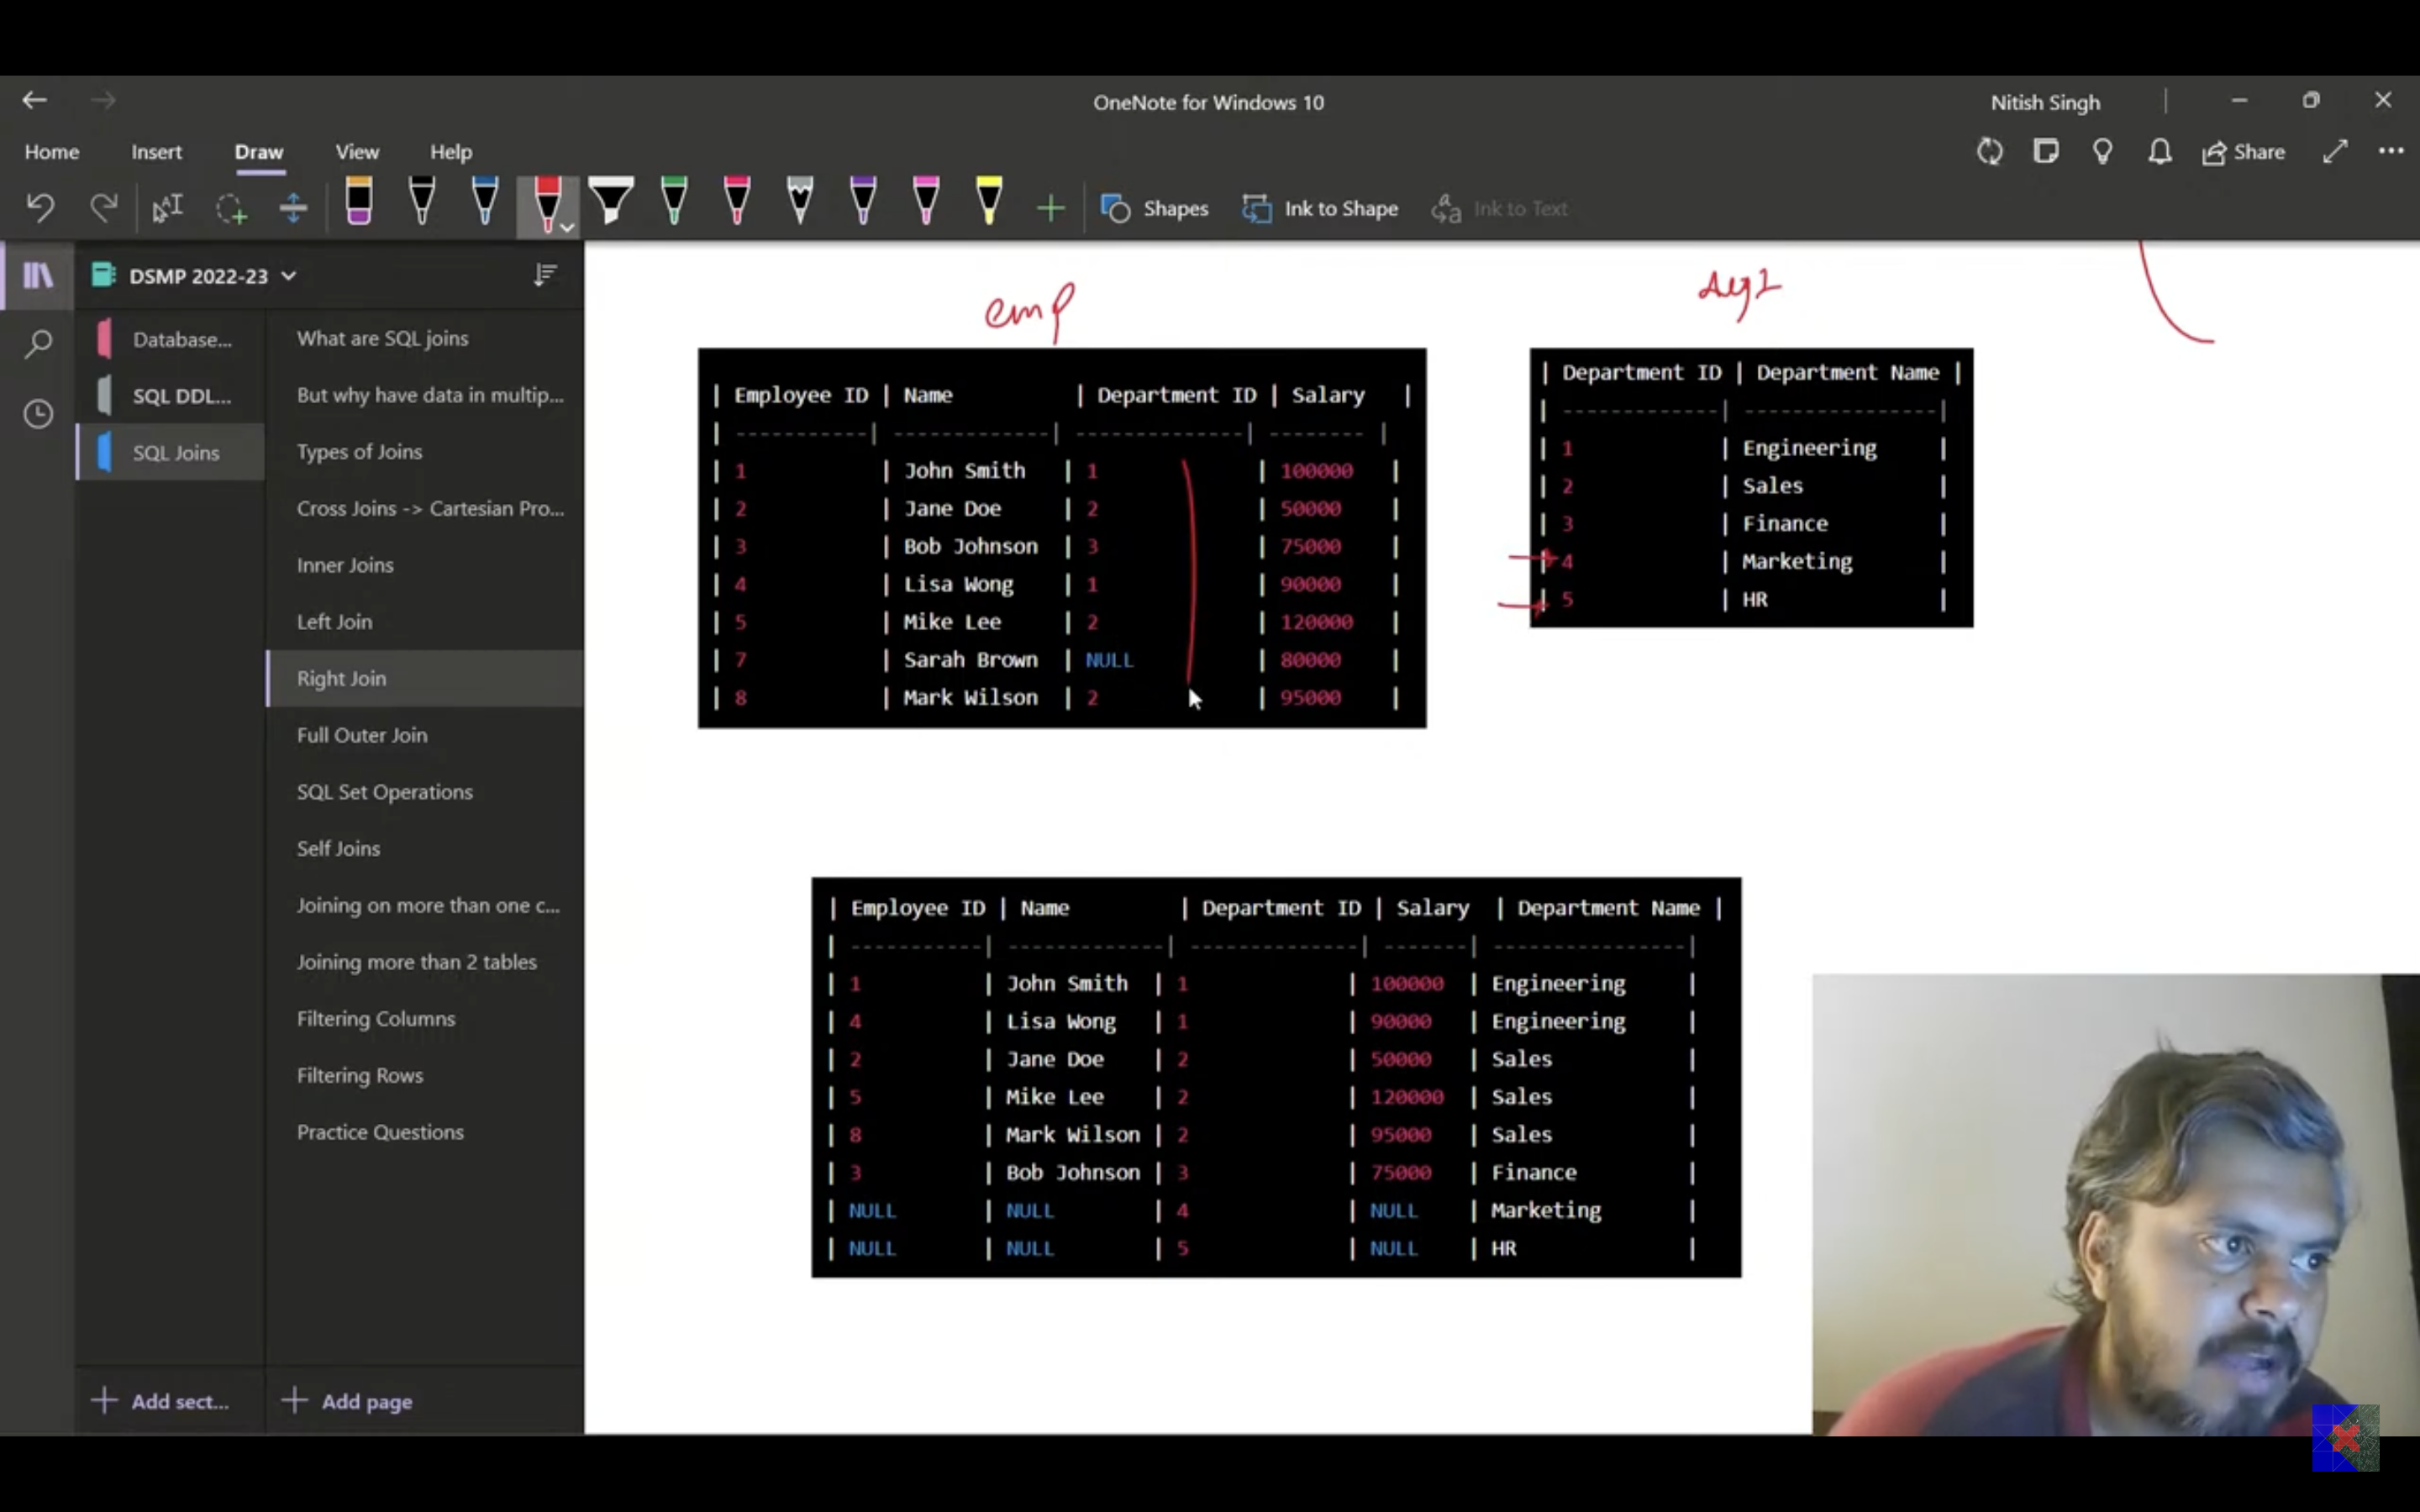 OneNote for Windows 10
Nitish Singh
Home Insert Draw View Help
Share
Shapes Ink to Shape Ink to Text
DSMP 2022-23
Database...
SQL DDL...
SQL Joins
What are SQL joins
But why have data in multip...
Types of Joins
Cross Joins -> Cartesian Pro...
Inner Joins
Left Join
Right Join
Full Outer Join
SQL Set Operations
Self Joins
Joining on more than one c...
Joining more than 2 tables
Filtering Columns
Filtering Rows
Practice Questions
+ Add sect...
+ Add page
emp
| Employee ID | Name | Department ID | Salary |
| -----------| -------------| --------------| -------- |
| 1 | John Smith | 1 | 100000 |
| 2 | Jane Doe | 2 | 50000 |
| 3 | Bob Johnson | 3 | 75000 |
| 4 | Lisa Wong | 1 | 90000 |
| 5 | Mike Lee | 2 | 120000 |
| 7 | Sarah Brown | NULL | 80000 |
| 8 | Mark Wilson | 2 | 95000 |
| Department ID | Department Name |
| -------------| ----------------|
| 1 | Engineering |
| 2 | Sales |
| 3 | Finance |
| 4 | Marketing |
| 5 | HR |
| Employee ID | Name | Department ID | Salary | Department Name |
| -----------| -------------| --------------| -------| ----------------|
| 1 | John Smith | 1 | 100000 | Engineering |
| 4 | Lisa Wong | 1 | 90000 | Engineering |
| 2 | Jane Doe | 2 | 50000 | Sales |
| 5 | Mike Lee | 2 | 120000 | Sales |
| 8 | Mark Wilson | 2 | 95000 | Sales |
| 3 | Bob Johnson | 3 | 75000 | Finance |
| NULL | NULL | 4 | NULL | Marketing |
| NULL | NULL | 5 | NULL | HR |